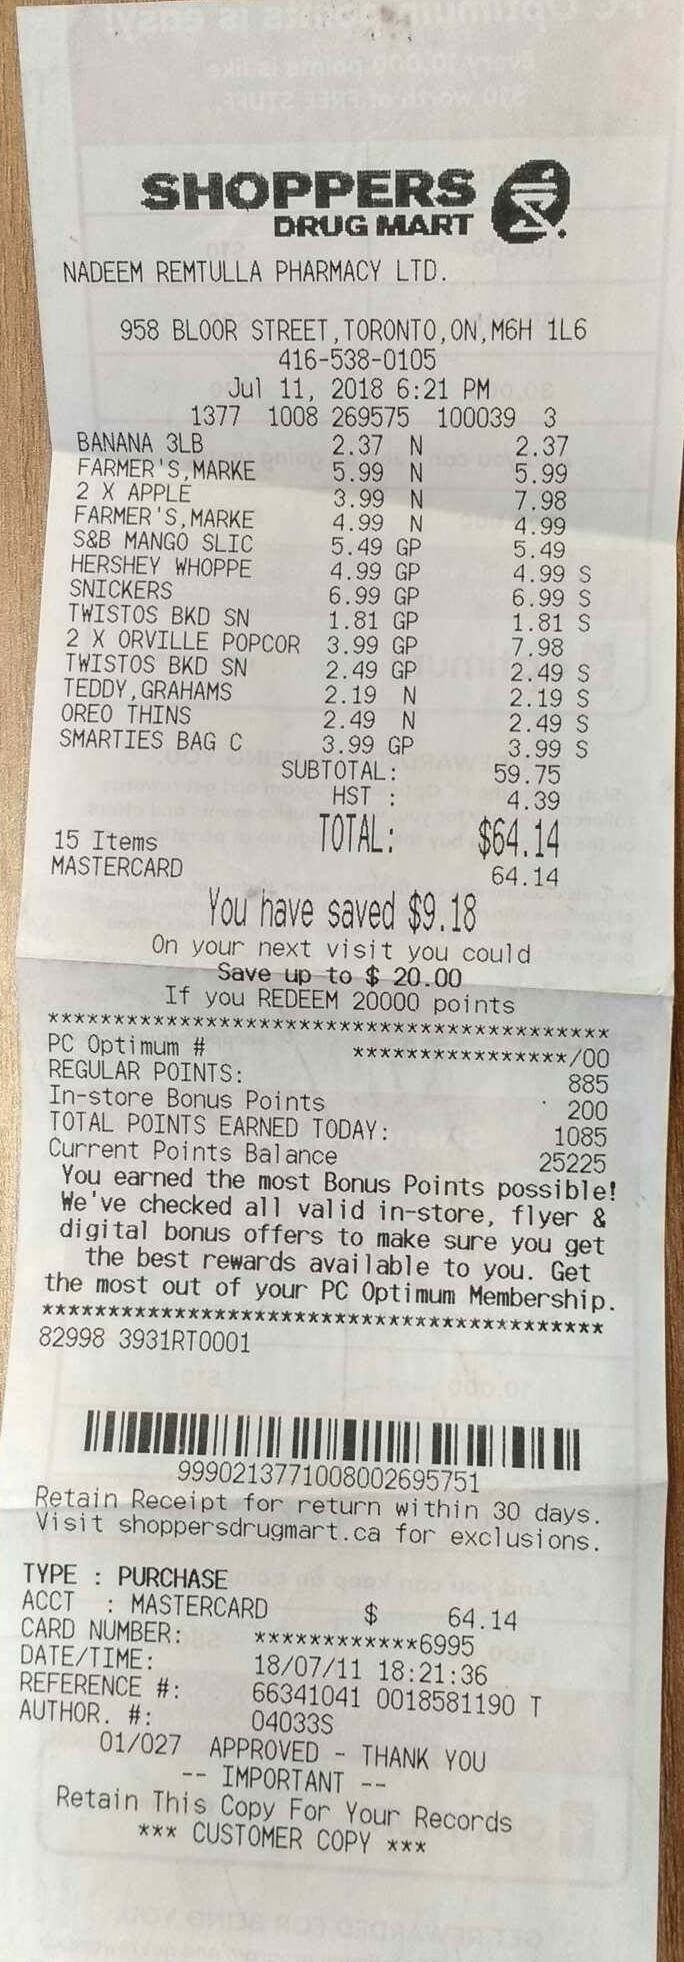 SHOPPERS
DRUG MART
NADEEM REMTULLA PHARMACY LTD.
958 BLOOR STREET,TORONTO,ON,M6H 1L6
416-538-0105
Jul 11, 2018 6:21 PM
1377 1008 269575 100039 3
BANANA 3LB 2.37 N 2.37
FARMER'S,MARKE 5.99 N 5.99
2 X APPLE 3.99 N 7.98
FARMER'S,MARKE 4.99 N 4.99
S&B MANGO SLIC 5.49 GP 5.49
HERSHEY WHOPPE 4.99 GP 4.99 S
SNICKERS 6.99 GP 6.99 S
TWISTOS BKD SN 1.81 GP 1.81 S
2 X ORVILLE POPCOR 3.99 GP 7.98
TWISTOS BKD SN 2.49 GP 2.49 S
TEDDY,GRAHAMS 2.19 N 2.19 S
OREO THINS 2.49 N 2.49 S
SMARTIES BAG C 3.99 GP 3.99 S
SUBTOTAL: 59.75
HST : 4.39
15 Items TOTAL: $64.14
MASTERCARD 64.14
You have saved $9.18
On your next visit you could
Save up to $ 20.00
If you REDEEM 20000 points
*******************************************
PC Optimum # ****************/00
REGULAR POINTS: 885
In-store Bonus Points 200
TOTAL POINTS EARNED TODAY: 1085
Current Points Balance 25225
You earned the most Bonus Points possible!
We've checked all valid in-store, flyer &
digital bonus offers to make sure you get
the best rewards available to you. Get
the most out of your PC Optimum Membership.
*******************************************
82998 3931RT0001
9990213771008002695751
Retain Receipt for return within 30 days.
Visit shoppersdrugmart.ca for exclusions.
TYPE : PURCHASE
ACCT : MASTERCARD $ 64.14
CARD NUMBER: ************6995
DATE/TIME: 18/07/11 18:21:36
REFERENCE #: 66341041 0018581190 T
AUTHOR. #: 04033S
01/027 APPROVED - THANK YOU
-- IMPORTANT --
Retain This Copy For Your Records
*** CUSTOMER COPY ***